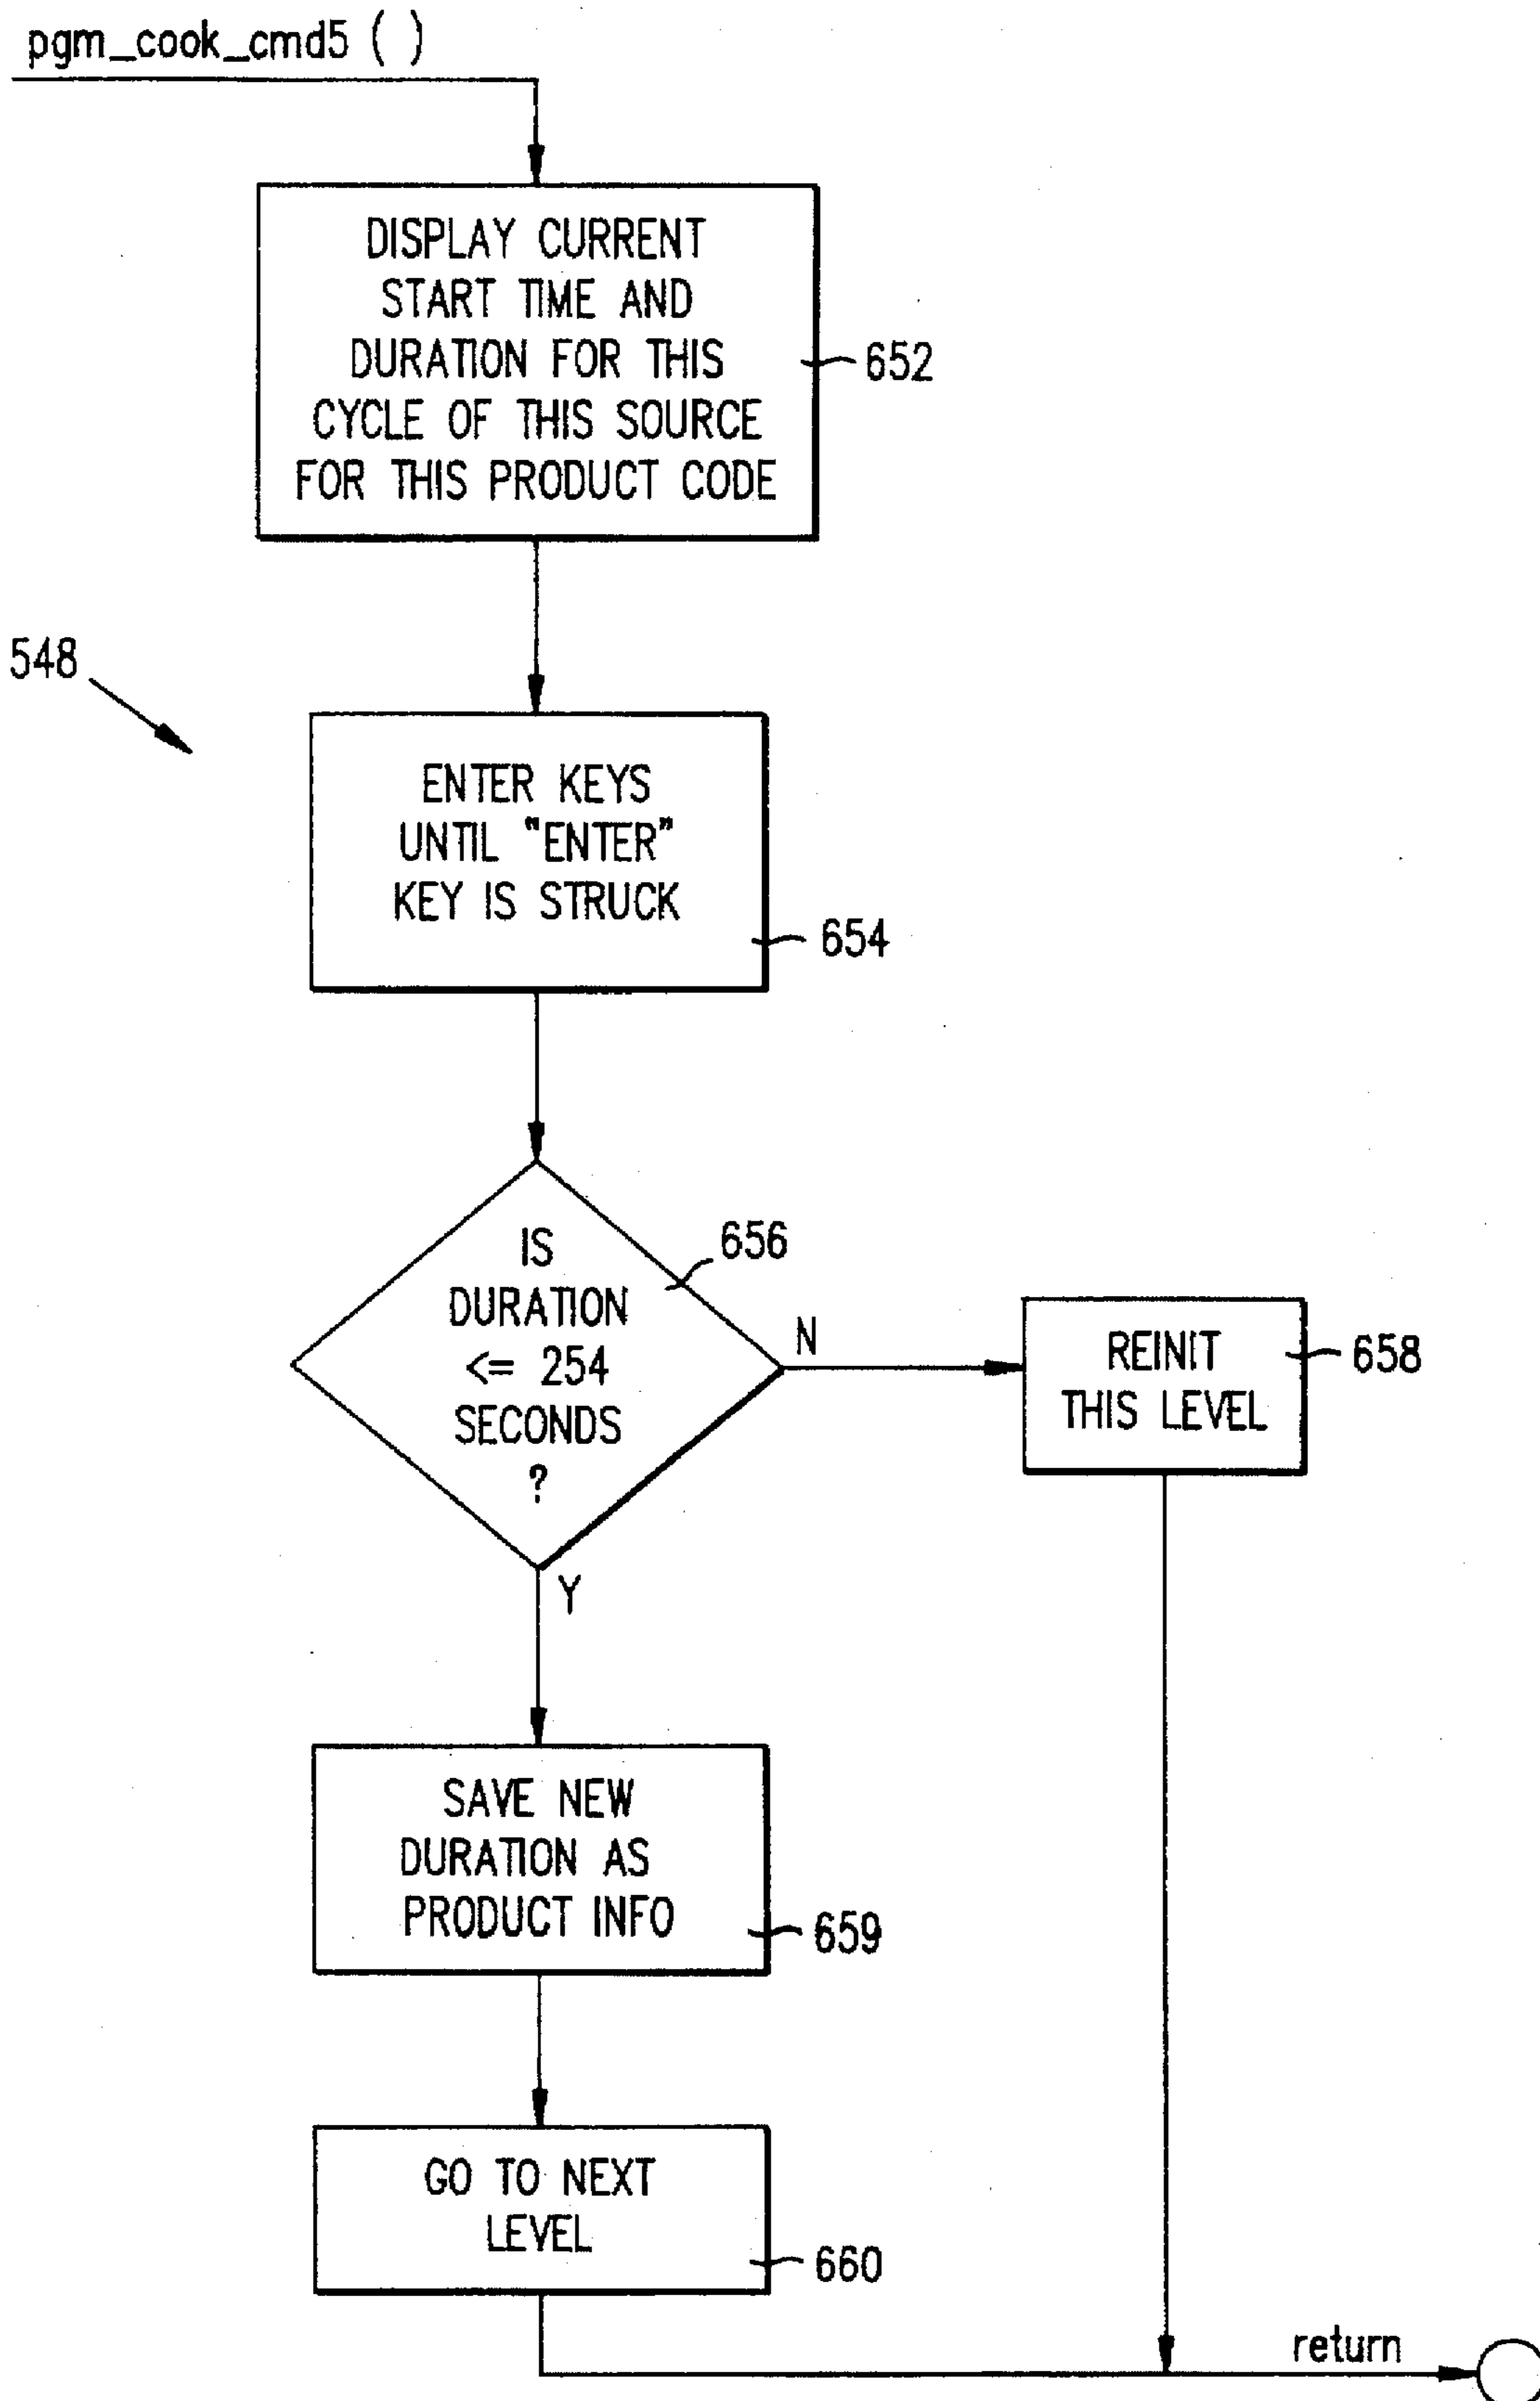 pgm_cook_cmd5 ( )
DISPLAY CURRENT
START TIME AND
DURATION FOR THIS
CYCLE OF THIS SOURCE
FOR THIS PRODUCT CODE
652
548
ENTER KEYS
UNTIL "ENTER"
KEY IS STRUCK
654
IS
DURATION
<= 254
SECONDS
?
656
N
REINIT
THIS LEVEL
658
Y
SAVE NEW
DURATION AS
PRODUCT INFO
659
GO TO NEXT
LEVEL
660
return